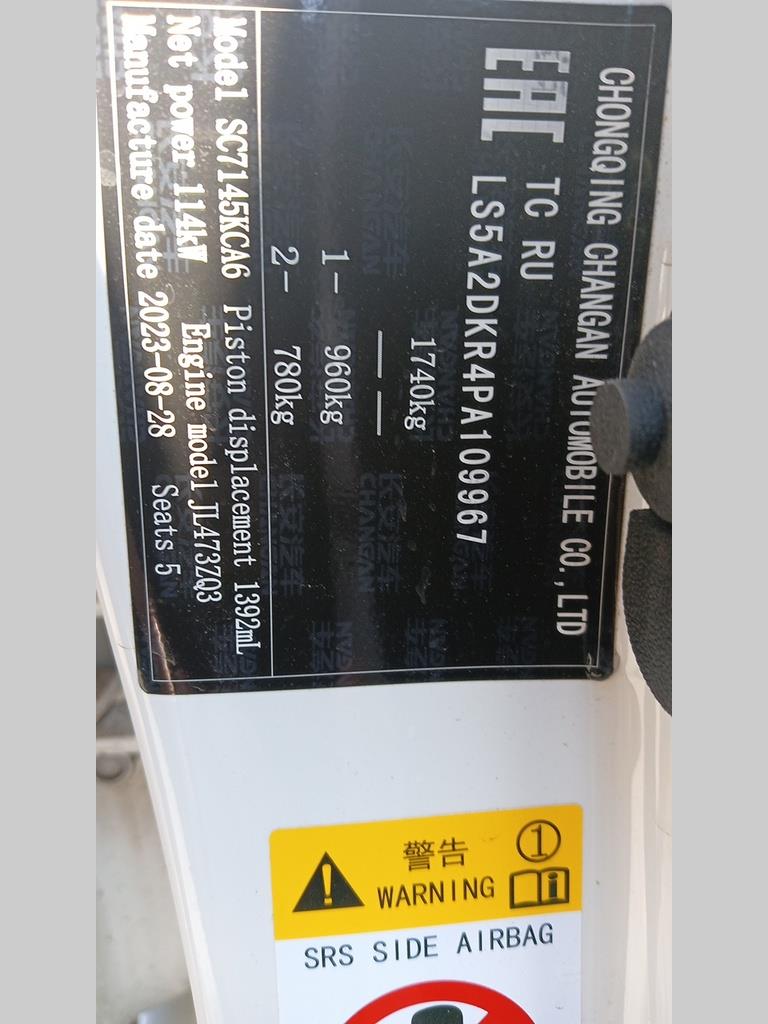 CHONGQING CHANGAN AUTOMOBILE CO.,LTD
EAC TC RU
LS5A2DKR4PA109967
1740kg
— —
1- 960kg
2- 780kg
Model SC7145KCA6 Piston displacement 1392mL
Net power 114kW Engine model JL473ZQ3
Manufacture date 2023-08-28 Seats 5
警告 ①
WARNING
SRS SIDE AIRBAG